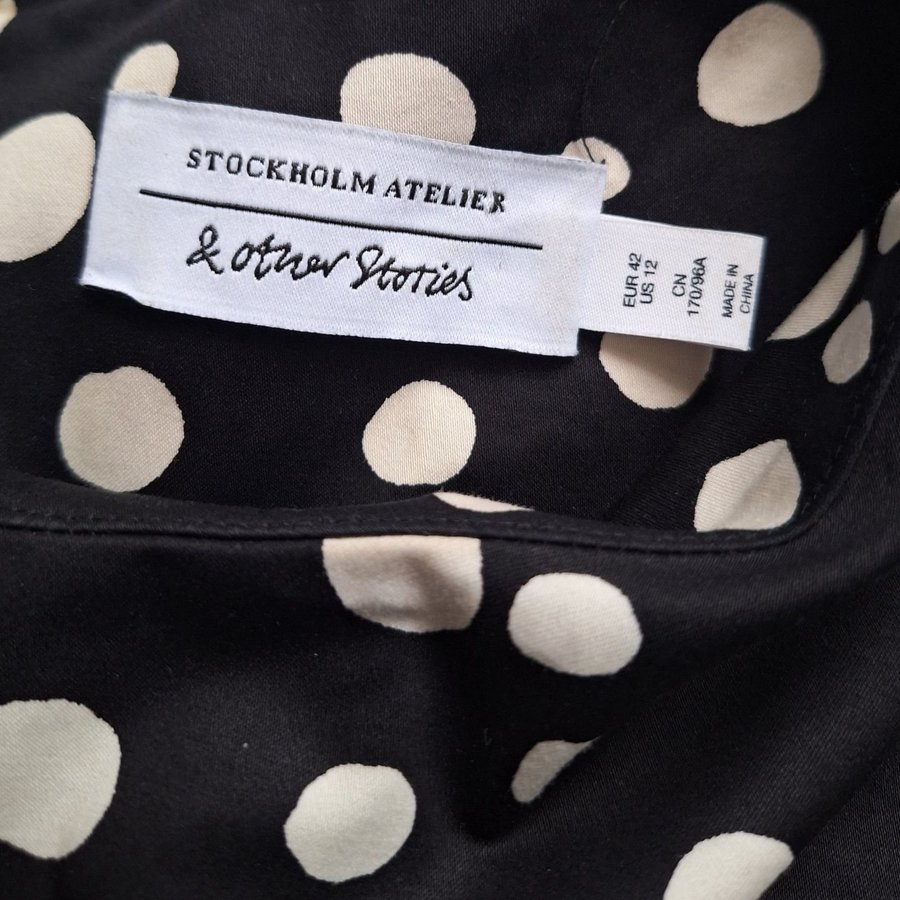 STOCKHOLM ATELIER
& other Stories
EUR 42
US 12
CN
170/96A
MADE IN
CHINA